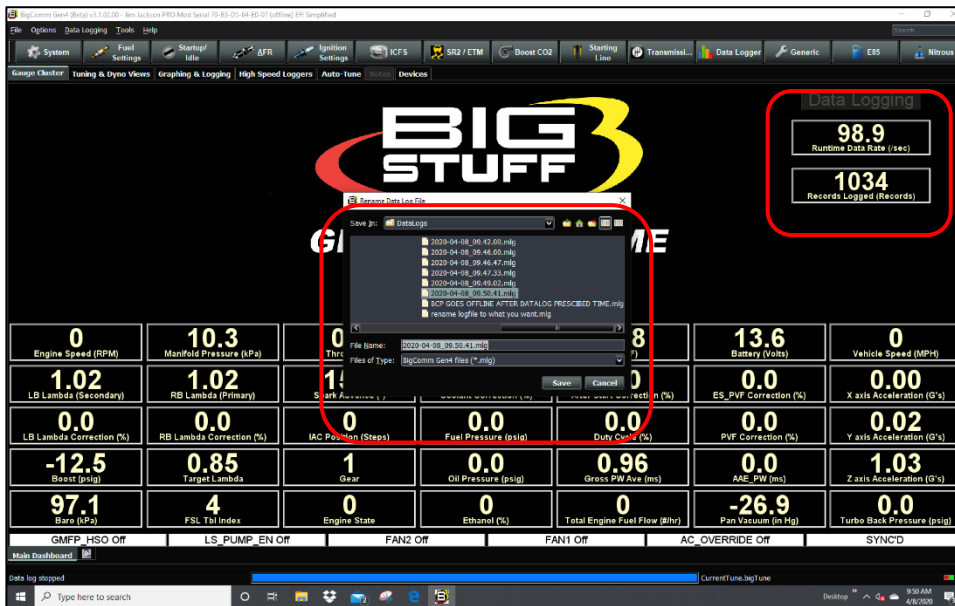 BigComm Gen4 (Beta) v3.1.02.00 - Jim Jackson PRO Mod Serial 70-B3-D5-64-E0-07 (offline) EFI Simplified
File Options Data Logging Tools Help
Search
System Fuel Settings Startup/ Idle AFR Ignition Settings ICFS SR2 / ETM Boost CO2 Starting Line Transmissi... Data Logger Generic E85 Nitrous
Gauge Cluster Tuning & Dyno Views Graphing & Logging High Speed Loggers Auto-Tune Notes Devices
Data Logging
98.9
Runtime Data Rate (/sec)
1034
Records Logged (Records)
BIG
STUFF
3
Rename Data Log File
Save In: DataLogs
2020-04-08_09.42.00.mlg
2020-04-08_09.46.00.mlg
2020-04-08_09.46.47.mlg
2020-04-08_09.47.33.mlg
2020-04-08_09.49.02.mlg
2020-04-08_09.50.41.mlg
BCP GOES OFFLINE AFTER DATALOG PRESCIBED TIME.mlg
rename logfile to what you want.mlg
File Name: 2020-04-08_09.50.41.mlg
Files of Type: BigComm Gen4 files (*.mlg)
Save Cancel
0 10.3 13.6 0
Engine Speed (RPM) Manifold Pressure (kPa) Battery (Volts) Vehicle Speed (MPH)
1.02 1.02 0.0 0.00
LB Lambda (Secondary) RB Lambda (Primary) ES_PVF Correction (%) X axis Acceleration (G's)
0.0 0.0 0 0.0 0.0 0.0 0.02
LB Lambda Correction (%) RB Lambda Correction (%) IAC Position (Steps) Fuel Pressure (psig) Duty Cycle (%) PVF Correction (%) Y axis Acceleration (G's)
-12.5 0.85 1 0.0 0.96 0.0 1.03
Boost (psig) Target Lambda Gear Oil Pressure (psig) Gross PW Ave (ms) AAE_PW (ms) Z axis Acceleration (G's)
97.1 4 0 0 0 -26.9 0.0
Baro (kPa) FSL Tbl Index Engine State Ethanol (%) Total Engine Fuel Flow (#/hr) Pan Vacuum (in Hg) Turbo Back Pressure (psig)
GMFP_HSO Off LS_PUMP_EN Off FAN2 Off FAN1 Off AC_OVERRIDE Off SYNC'D
Main Dashboard
Data log stopped CurrentTune.bigTune
Type here to search Desktop 9:50 AM
4/8/2020